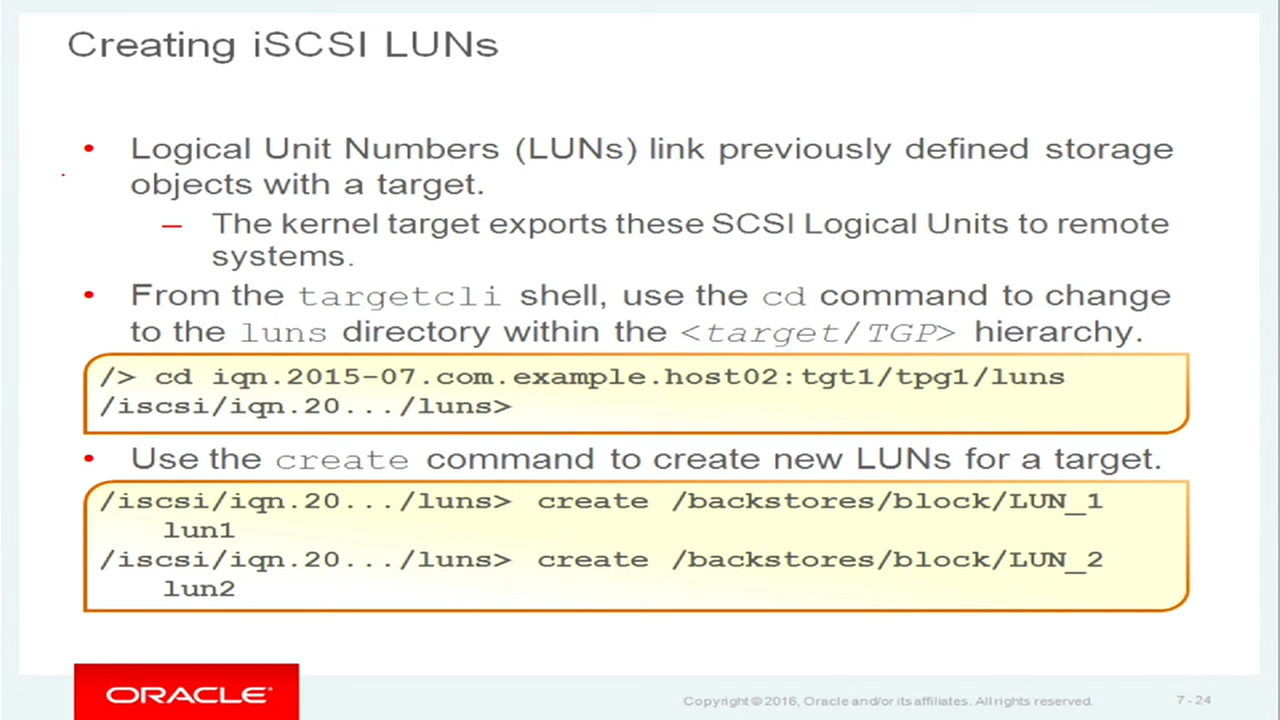 Creating iSCSI LUNs
• Logical Unit Numbers (LUNs) link previously defined storage
objects with a target.
– The kernel target exports these SCSI Logical Units to remote
systems.
• From the targetcli shell, use the cd command to change
to the luns directory within the <target/TGP> hierarchy.
/> cd iqn.2015-07.com.example.host02:tgt1/tpg1/luns
/iscsi/iqn.20.../luns>
• Use the create command to create new LUNs for a target.
/iscsi/iqn.20.../luns> create /backstores/block/LUN_1
lun1
/iscsi/iqn.20.../luns> create /backstores/block/LUN_2
lun2
ORACLE®
Copyright © 2016, Oracle and/or its affiliates. All rights reserved.
7 - 24